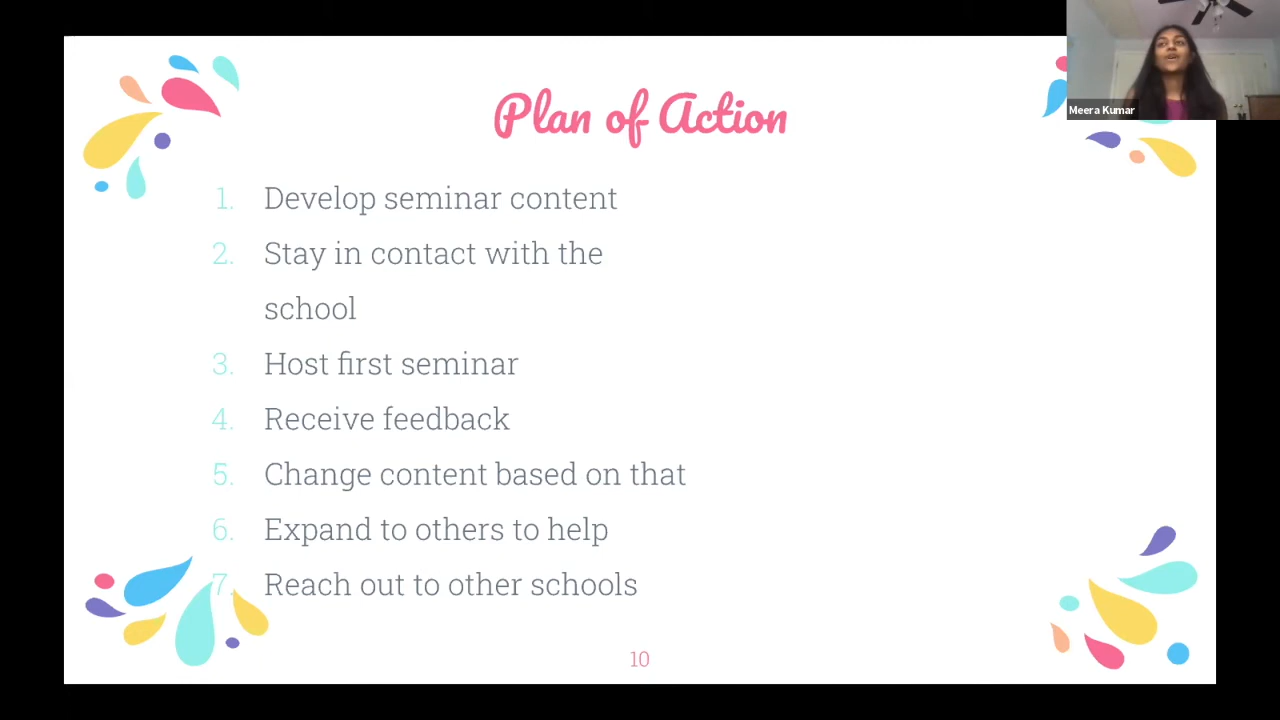 Plan of Action
Meera Kumar
1. Develop seminar content
2. Stay in contact with the
school
3. Host first seminar
4. Receive feedback
5. Change content based on that
6. Expand to others to help
7. Reach out to other schools
10